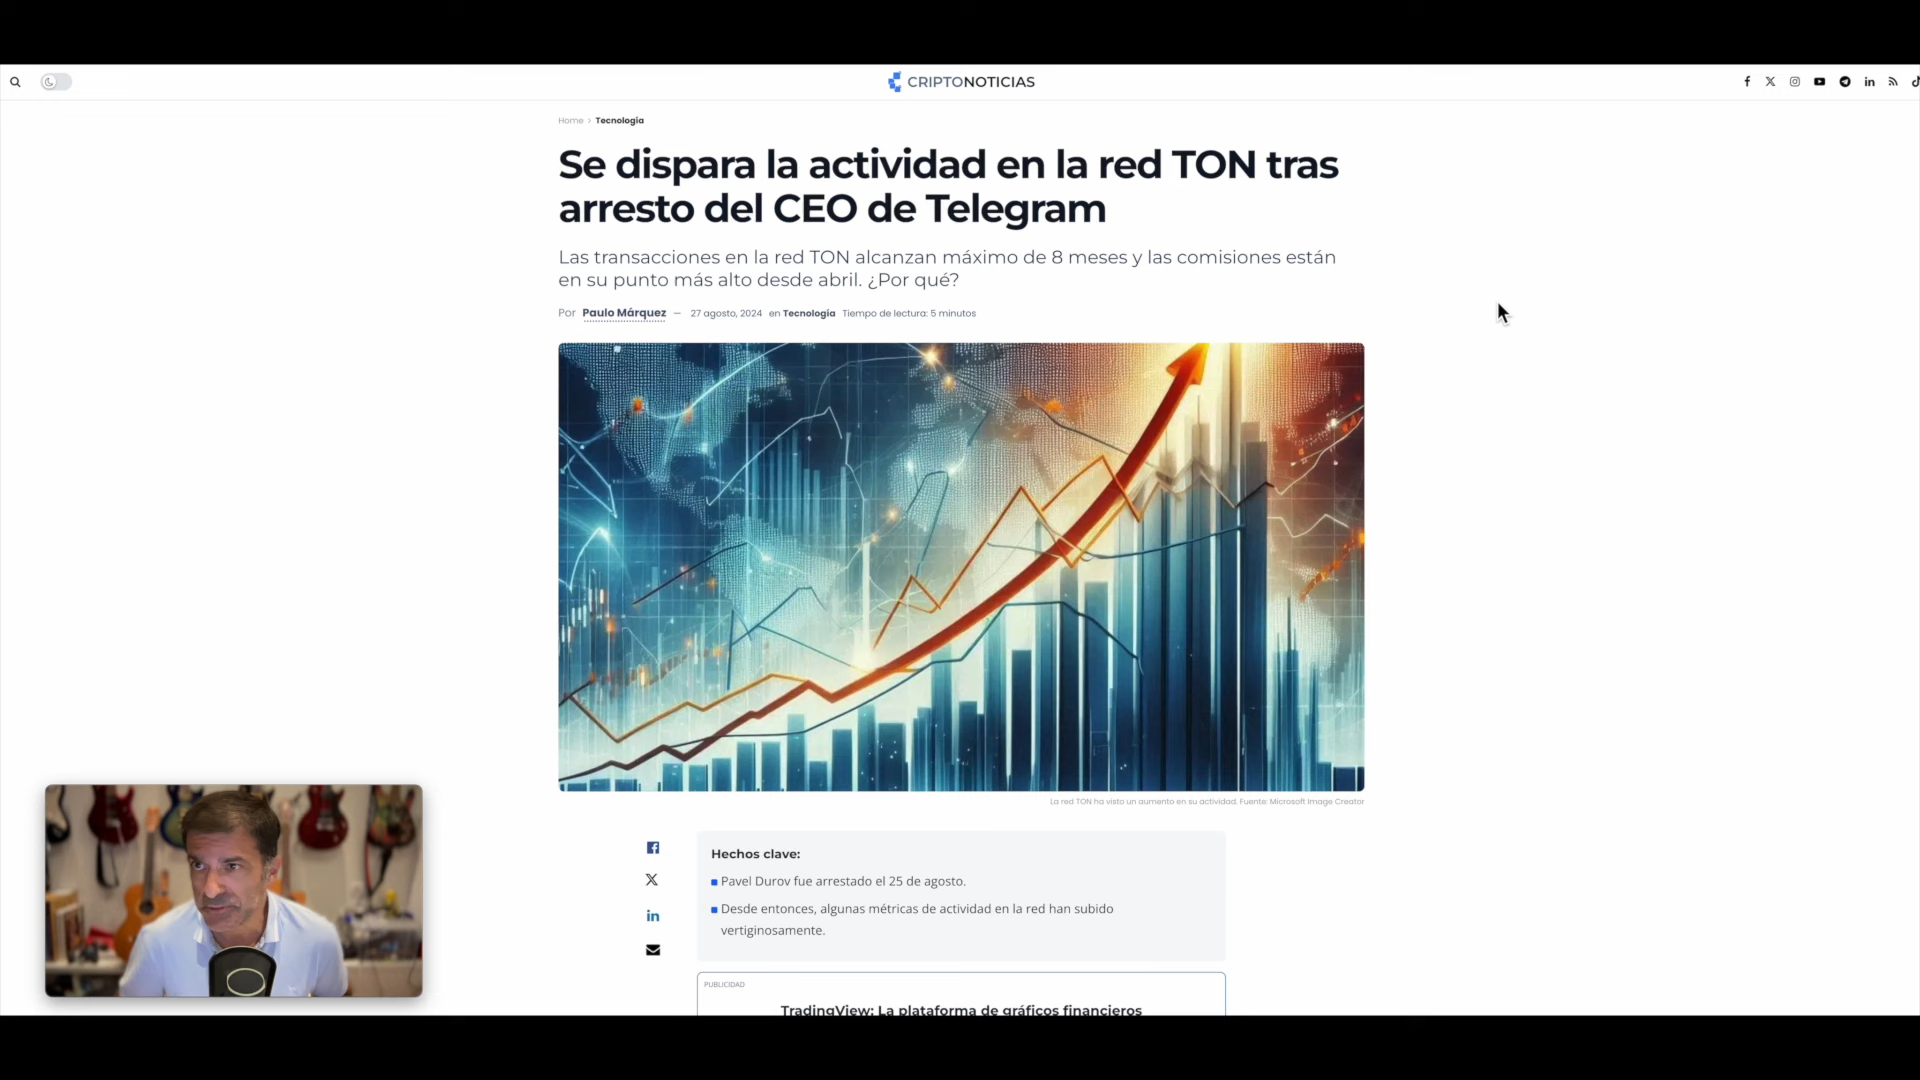 CRIPTONOTICIAS
Home > Tecnología
Se dispara la actividad en la red TON tras
arresto del CEO de Telegram
Las transacciones en la red TON alcanzan máximo de 8 meses y las comisiones están
en su punto más alto desde abril. ¿Por qué?
Por Paulo Márquez — 27 agosto, 2024 en Tecnología Tiempo de lectura: 5 minutos
La red TON ha visto un aumento en su actividad. Fuente: Microsoft Image Creator
Hechos clave:
Pavel Durov fue arrestado el 25 de agosto.
Desde entonces, algunas métricas de actividad en la red han subido
vertiginosamente.
PUBLICIDAD
TradingView: La plataforma de gráficos financieros